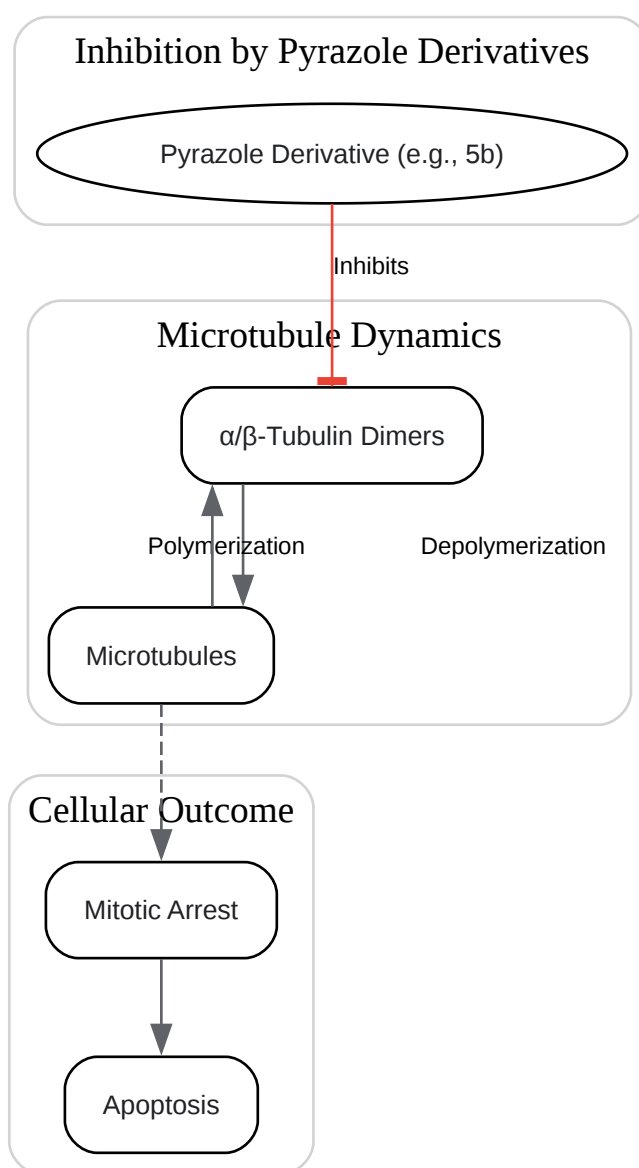 Inhibition by Pyrazole Derivatives
Pyrazole Derivative (e.g., 5b)
Inhibits
Microtubule Dynamics
α/β-Tubulin Dimers
Polymerization
Depolymerization
Microtubules
Cellular Outcome
Mitotic Arrest
Apoptosis